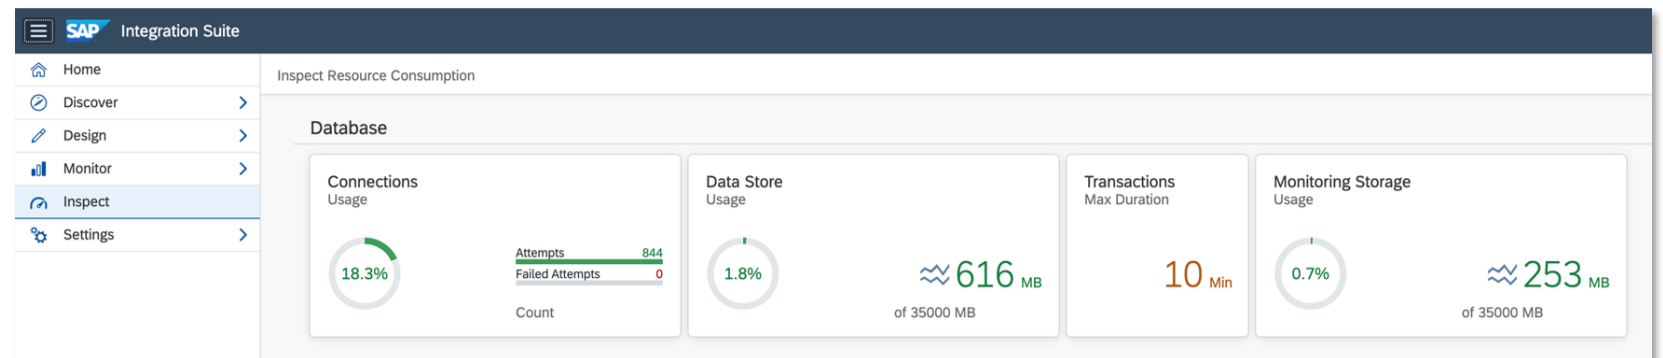 SAP Integration Suite
Home
Discover
Design
Monitor
Inspect
Settings
Inspect Resource Consumption
Database
Connections
Usage
18.3%
Attempts 844
Failed Attempts 0
Count
Data Store
Usage
1.8%
616 MB
of 35000 MB
Transactions
Max Duration
10 Min
Monitoring Storage
Usage
0.7%
253 MB
of 35000 MB